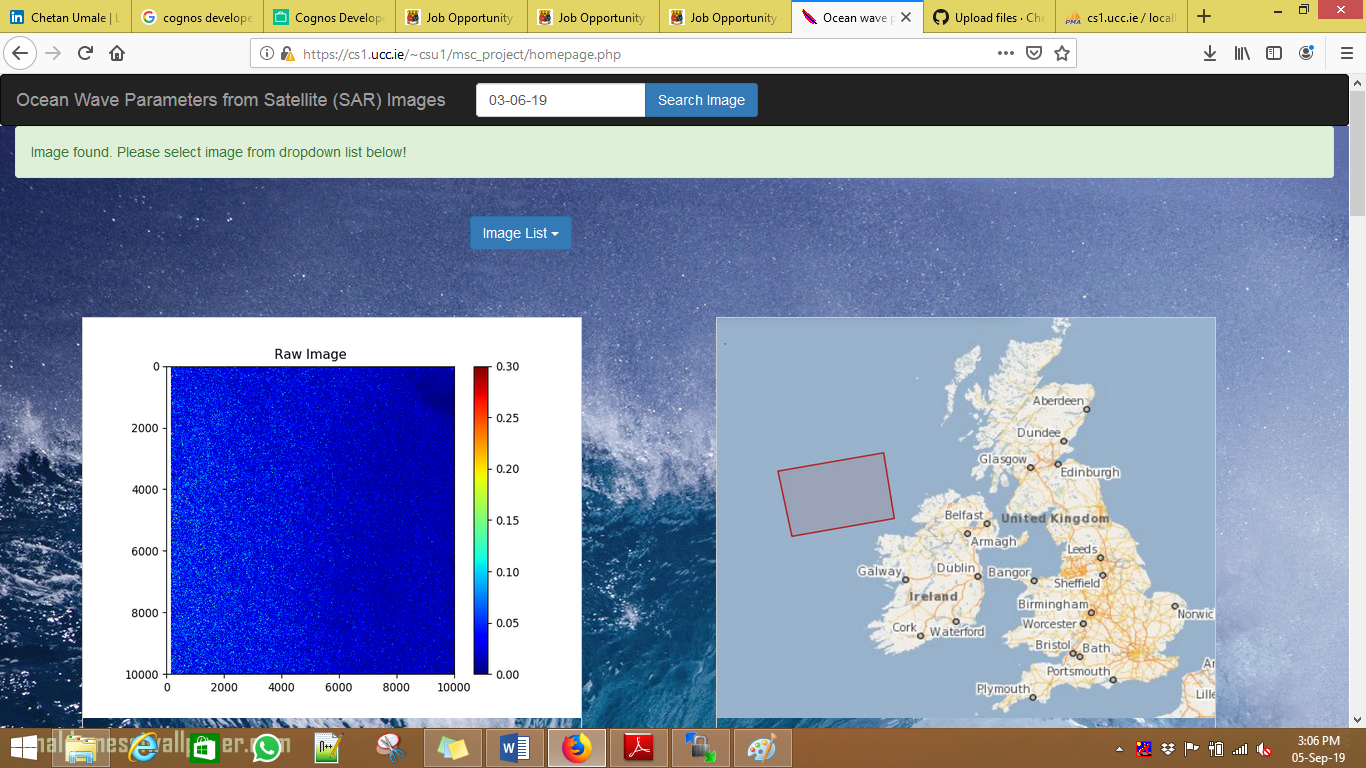 Chetan Umale | L
cognos develope
Cognos Develope
Job Opportunity
Job Opportunity
Job Opportunity
Ocean wave p
Upload files · Che
cs1.ucc.ie / locall
https://cs1.ucc.ie/~csu1/msc_project/homepage.php
Ocean Wave Parameters from Satellite (SAR) Images
03-06-19
Search Image
Image found. Please select image from dropdown list below!
Image List
Raw Image
0
2000
4000
6000
8000
10000
0 2000 4000 6000 8000 10000
0.30
0.25
0.20
0.15
0.10
0.05
0.00
Aberdeen
Dundee
Glasgow
Edinburgh
Belfast
United Kingdom
Armagh
Leeds
Galway
Dublin
Bangor
Sheffield
Ireland
Birmingham
Norwic
Cork
Waterford
Worcester
Bristol
Bath
Portsmouth
Plymouth
Ar
Lille
3:06 PM
05-Sep-19